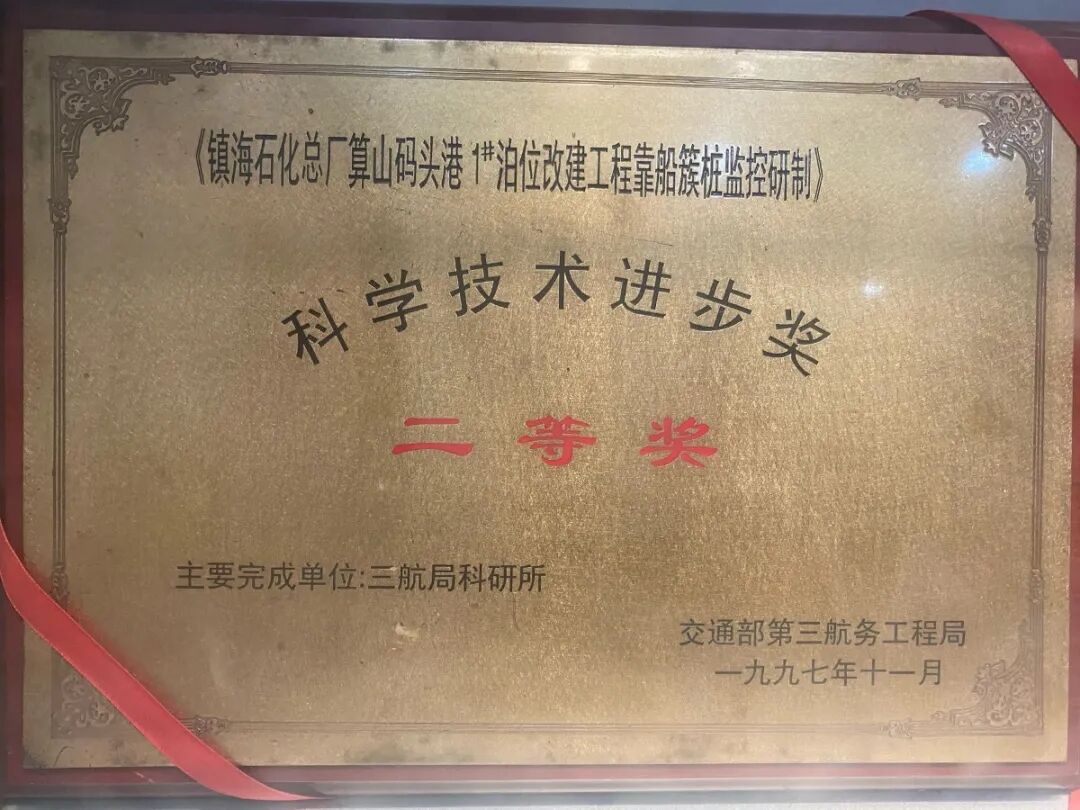 《镇海石化总厂算山码头港1#泊位改建工程靠船簇桩监控研制》
科学技术进步奖
二等奖
主要完成单位:三航局科研所
交通部第三航务工程局
一九九七年十一月